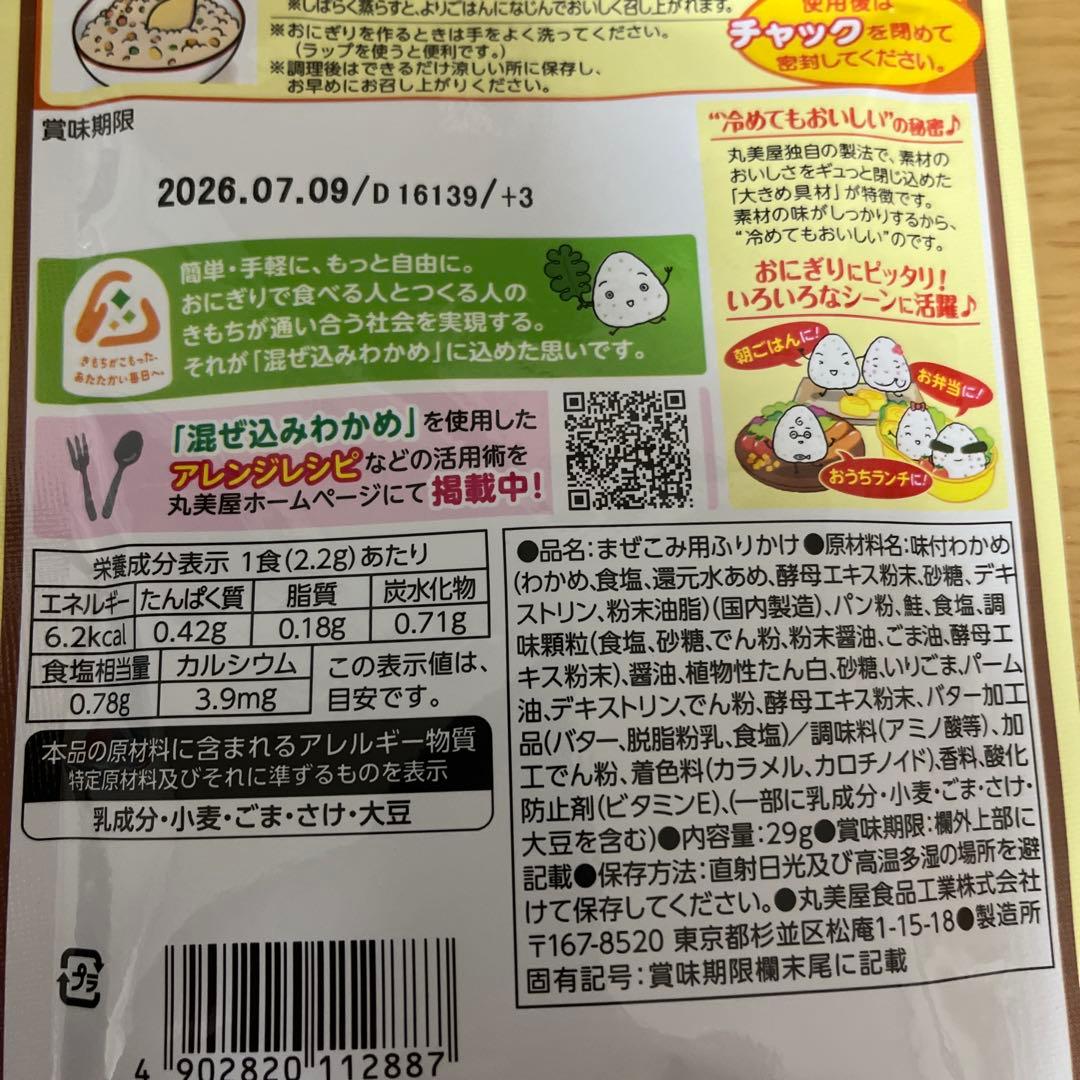 ※しばらく蒸らすと、よりごはんになじんでおいしく召し上がれます。
※おにぎりを作るときは手をよく洗ってください。
(ラップを使うと便利です。)
※調理後はできるだけ涼しい所に保存し、
お早めにお召し上がりください。
使用後は
チャックを閉めて
密封してください。
賞味期限
2026.07.09/D 16139/+3
"冷めてもおいしい"の秘密♪
丸美屋独自の製法で、素材の
おいしさをギュっと閉じ込めた
「大きめ具材」が特徴です。
素材の味がしっかりするから、
"冷めてもおいしい"のです。
おにぎりにピッタリ!
いろいろなシーンに活躍♪
朝ごはんに!
お弁当に!
おうちランチに!
きもちがこもった、
あたたかい毎日へ。
簡単・手軽に、もっと自由に。
おにぎりで食べる人とつくる人の
きもちが通い合う社会を実現する。
それが「混ぜ込みわかめ」に込めた思いです。
「混ぜ込みわかめ」を使用した
アレンジレシピなどの活用術を
丸美屋ホームページにて掲載中!
栄養成分表示 1食(2.2g)あたり
エネルギー たんぱく質 脂質 炭水化物
6.2kcal 0.42g 0.18g 0.71g
食塩相当量 カルシウム この表示値は、
0.78g 3.9mg 目安です。
本品の原材料に含まれるアレルギー物質
特定原材料及びそれに準ずるものを表示
乳成分・小麦・ごま・さけ・大豆
●品名:まぜこみ用ふりかけ●原材料名:味付わかめ
(わかめ、食塩、還元水あめ、酵母エキス粉末、砂糖、デキ
ストリン、粉末油脂)(国内製造)、パン粉、鮭、食塩、調
味顆粒(食塩、砂糖、でん粉、粉末醤油、ごま油、酵母エ
キス粉末)、醤油、植物性たん白、砂糖、いりごま、パーム
油、デキストリン、でん粉、酵母エキス粉末、バター加工
品(バター、脱脂粉乳、食塩)/調味料(アミノ酸等)、加
工でん粉、着色料(カラメル、カロチノイド)、香料、酸化
防止剤(ビタミンE)、(一部に乳成分・小麦・ごま・さけ・
大豆を含む)●内容量:29g●賞味期限:欄外上部に
記載●保存方法:直射日光及び高温多湿の場所を避
けて保存してください。●丸美屋食品工業株式会社
〒167-8520 東京都杉並区松庵1-15-18●製造所
固有記号:賞味期限欄末尾に記載
プラ
4 902820 112887